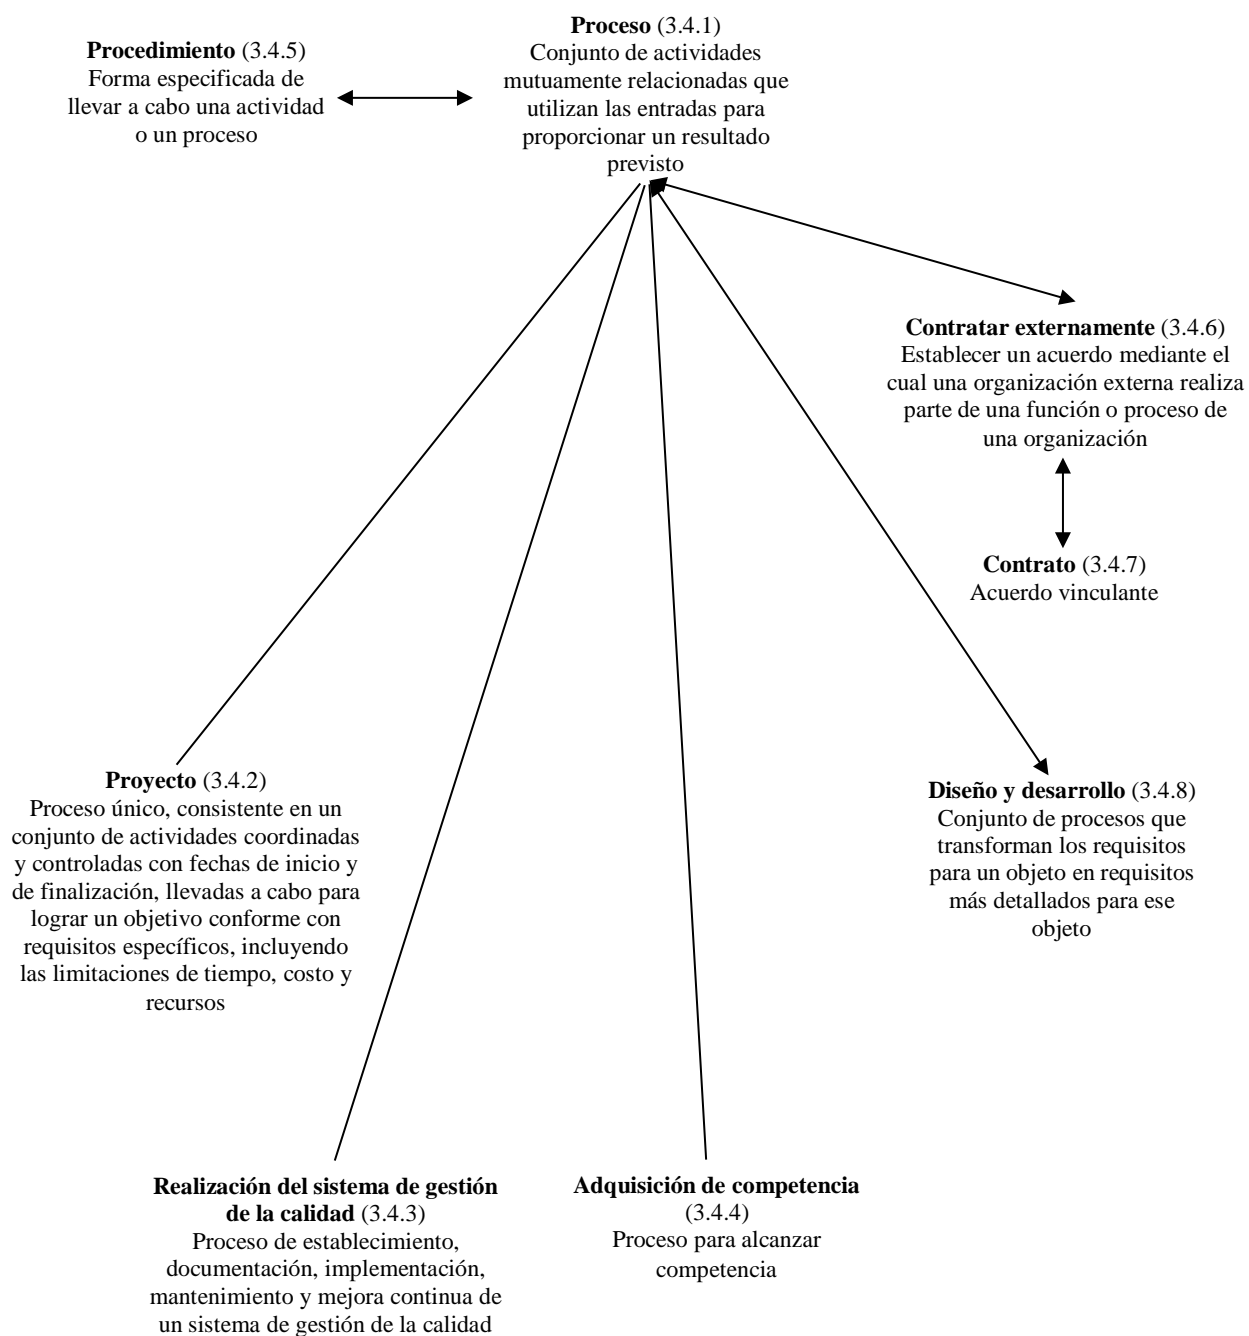 Proceso (3.4.1)
Conjunto de actividades
mutuamente relacionadas que
utilizan las entradas para
proporcionar un resultado
previsto
Procedimiento (3.4.5)
Forma especificada de
llevar a cabo una actividad
o un proceso
Contratar externamente (3.4.6)
Establecer un acuerdo mediante el
cual una organización externa realiza
parte de una función o proceso de
una organización
Contrato (3.4.7)
Acuerdo vinculante
Proyecto (3.4.2)
Proceso único, consistente en un
conjunto de actividades coordinadas
y controladas con fechas de inicio y
de finalización, llevadas a cabo para
lograr un objetivo conforme con
requisitos específicos, incluyendo
las limitaciones de tiempo, costo y
recursos
Diseño y desarrollo (3.4.8)
Conjunto de procesos que
transforman los requisitos
para un objeto en requisitos
más detallados para ese
objeto
Realización del sistema de gestión
de la calidad (3.4.3)
Proceso de establecimiento,
documentación, implementación,
mantenimiento y mejora continua de
un sistema de gestión de la calidad
Adquisición de competencia
(3.4.4)
Proceso para alcanzar
competencia